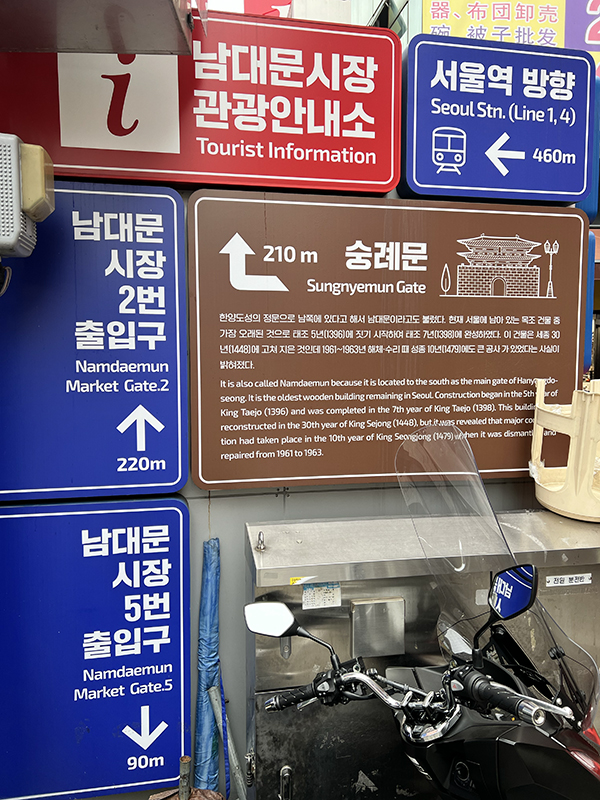 器、布団卸売
碗 被子批发
i
남대문시장
관광안내소
Tourist Information
서울역 방향
Seoul Stn. (Line 1, 4)
460m
남대문
시장
2번
출입구
Namdaemun
Market Gate.2
220m
210 m
숭례문
Sungnyemun Gate
한양도성의 정문으로 남쪽에 있다고 해서 남대문이라고도 불렀다. 현재 서울에 남아 있는 목조 건물 중
가장 오래된 것으로 태조 5년(1396)에 짓기 시작하여 태조 7년(1398)에 완성하였다. 이 건물은 세종 30
년(1448)에 고쳐 지은 것인데 1961~1963년 해체·수리 때 성종 10년(1479)에도 큰 공사가 있었다는 사실이
밝혀졌다.
It is also called Namdaemun because it is located to the south as the main gate of Hanyangdo-
seong. It is the oldest wooden building remaining in Seoul. Construction began in the 5th year of
King Taejo (1396) and was completed in the 7th year of King Taejo (1398). This building
reconstructed in the 30th year of King Sejong (1448), but it was revealed that major con
tion had taken place in the 10th year of King Seongjong (1479) when it was dismantled and
repaired from 1961 to 1963.
남대문
시장
5번
출입구
Namdaemun
Market Gate.5
90m
전원 분전반